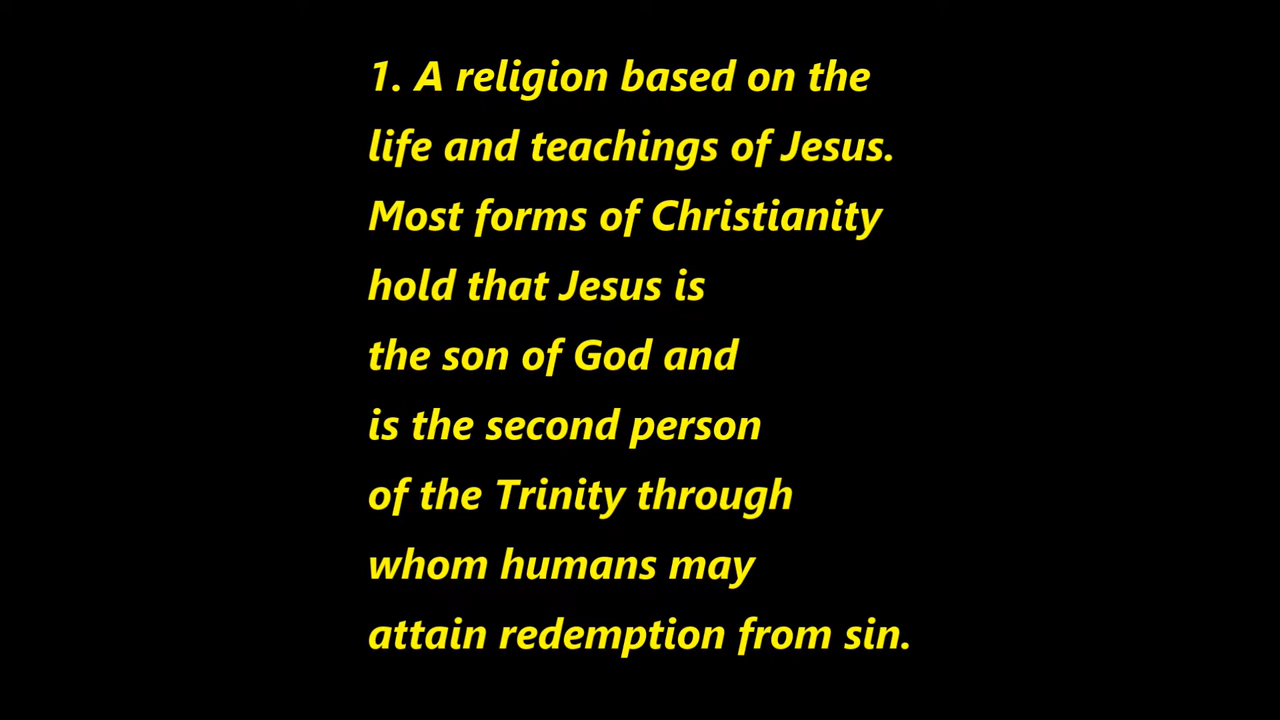 1. A religion based on the
life and teachings of Jesus.
Most forms of Christianity
hold that Jesus is
the son of God and
is the second person
of the Trinity through
whom humans may
attain redemption from sin.